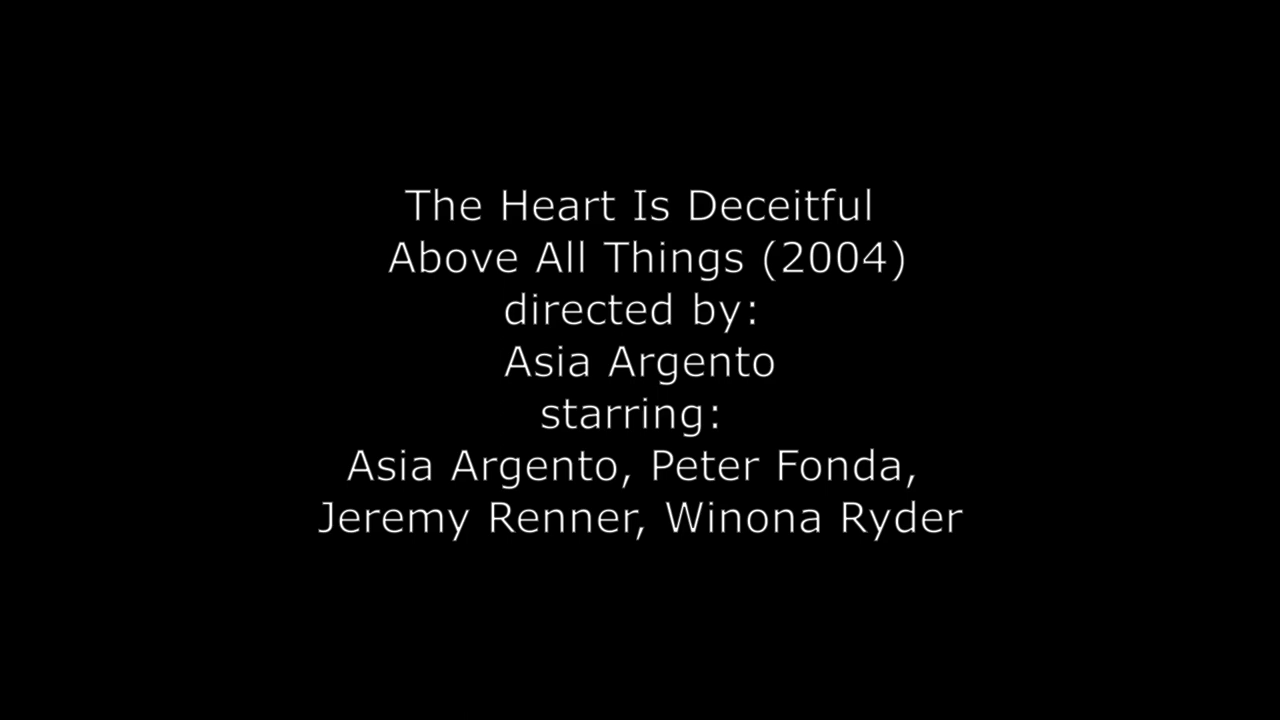 The Heart Is Deceitful
Above All Things (2004)
directed by:
Asia Argento
starring:
Asia Argento, Peter Fonda,
Jeremy Renner, Winona Ryder